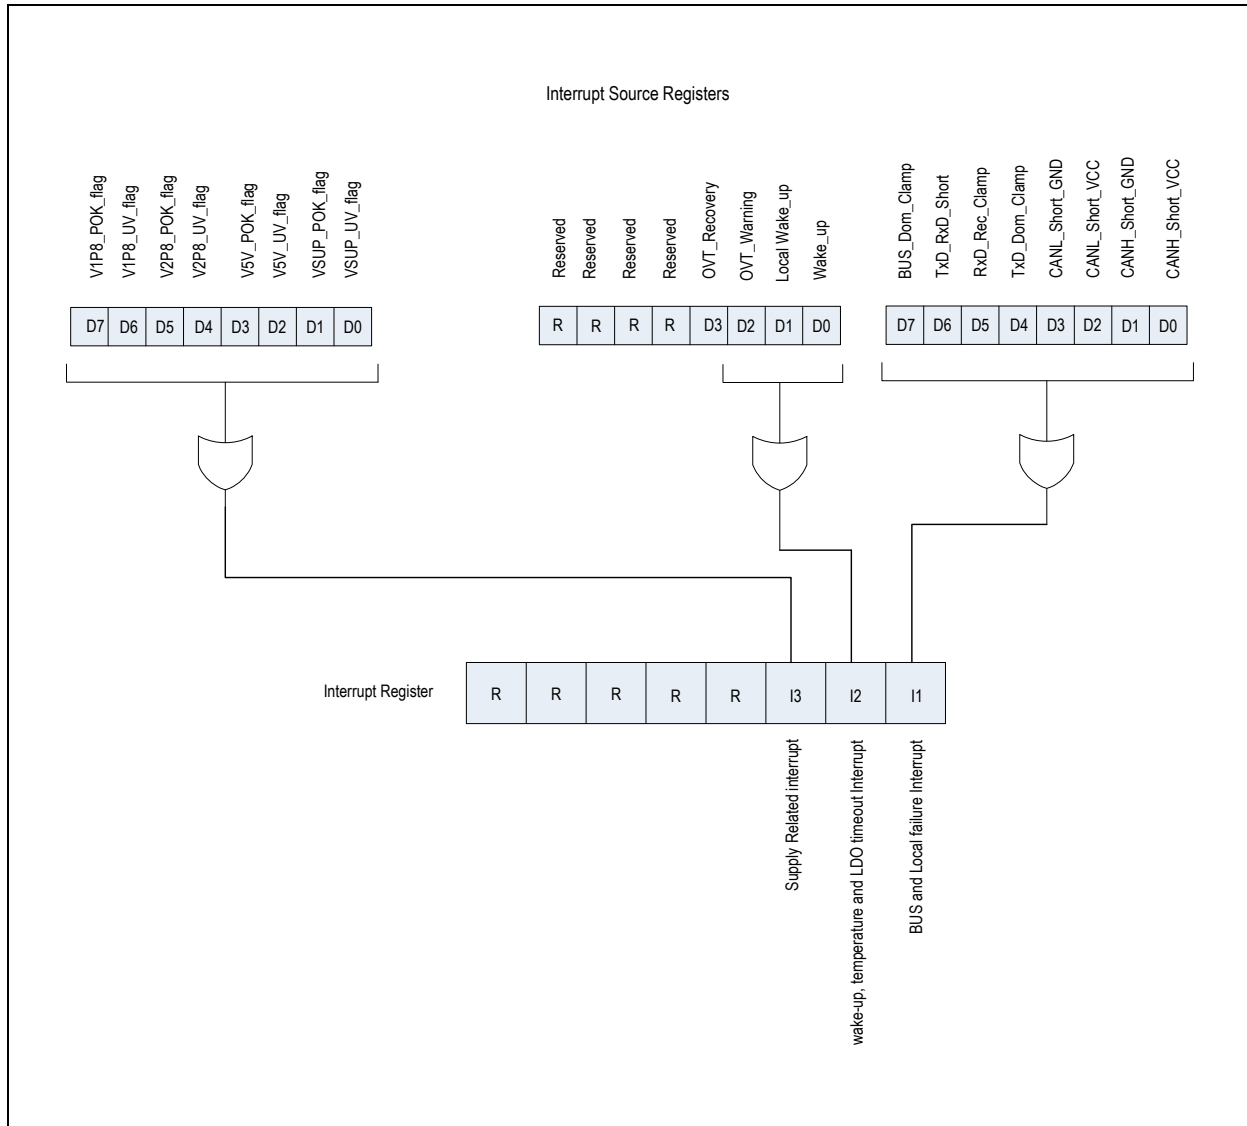 Interrupt Source Registers
V1P8_POK_flag
V1P8_UV_flag
V2P8_POK_flag
V2P8_UV_flag
V5V_POK_flag
V5V_UV_flag
VSUP_POK_flag
VSUP_UV_flag
Reserved
Reserved
Reserved
Reserved
OVT_Recovery
OVT_Warning
Local Wake_up
Wake_up
BUS_Dom_Clamp
TxD_RxD_Short
RxD_Rec_Clamp
TxD_Dom_Clamp
CANL_Short_GND
CANL_Short_VCC
CANH_Short_GND
CANH_Short_VCC
D7 D6 D5 D4 D3 D2 D1 D0
R R R R D3 D2 D1 D0
D7 D6 D5 D4 D3 D2 D1 D0
Interrupt Register
R R R R R I3 I2 I1
Supply Related interrupt
wake-up, temperature and LDO timeout Interrupt
BUS and Local failure Interrupt